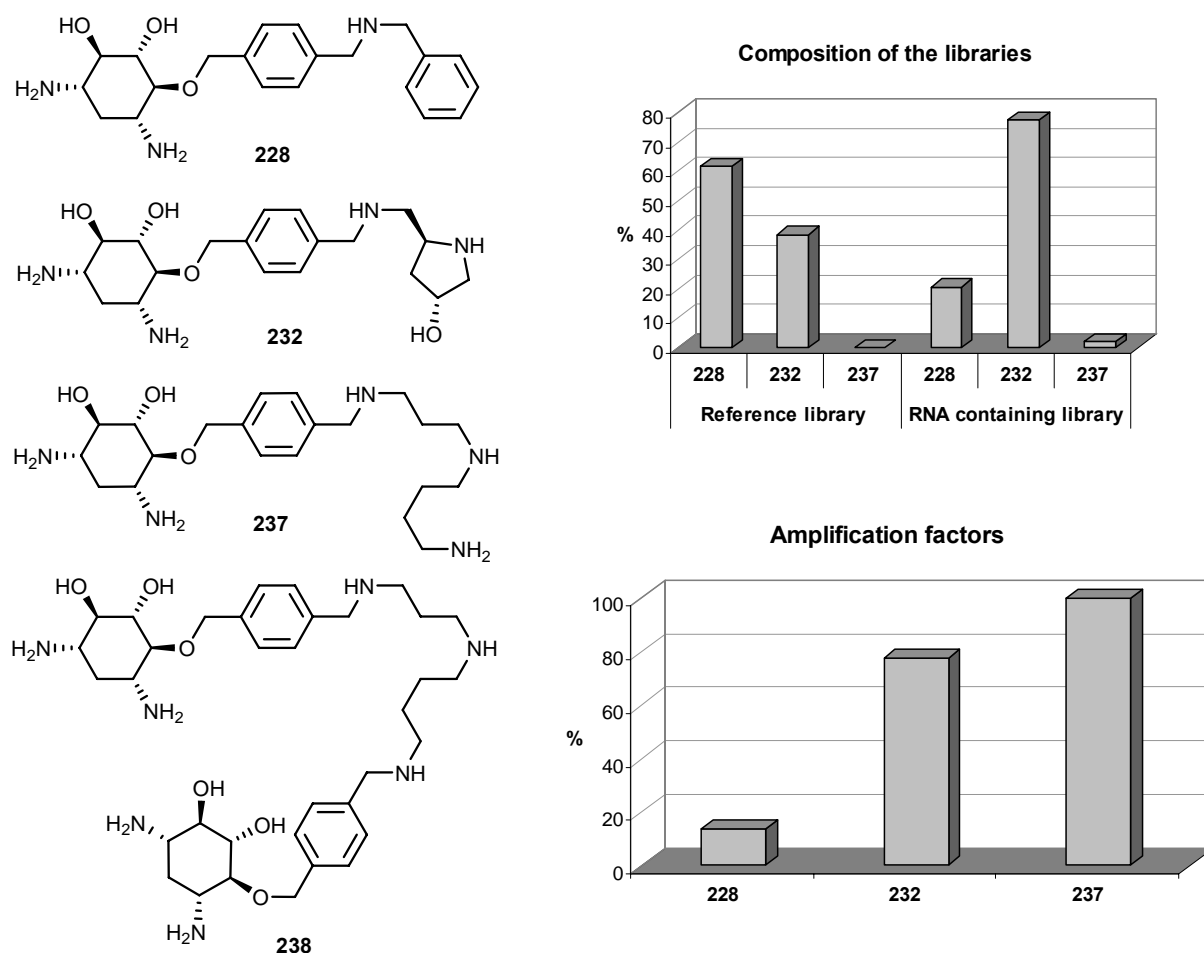 HO OH HN
H2N O
NH2
228
HO OH HN
H2N O NH
NH2 HO
232
HO OH HN
H2N O NH
NH2
237
NH2
HO OH HN
H2N O NH
NH2
HN
OH
H2N OH
O
H2N
238
Composition of the libraries
80
70
60
50
40
30
20
10
0
%
228 232 237 228 232 237
Reference library RNA containing library
Amplification factors
100
80
60
40
20
0
%
228 232 237